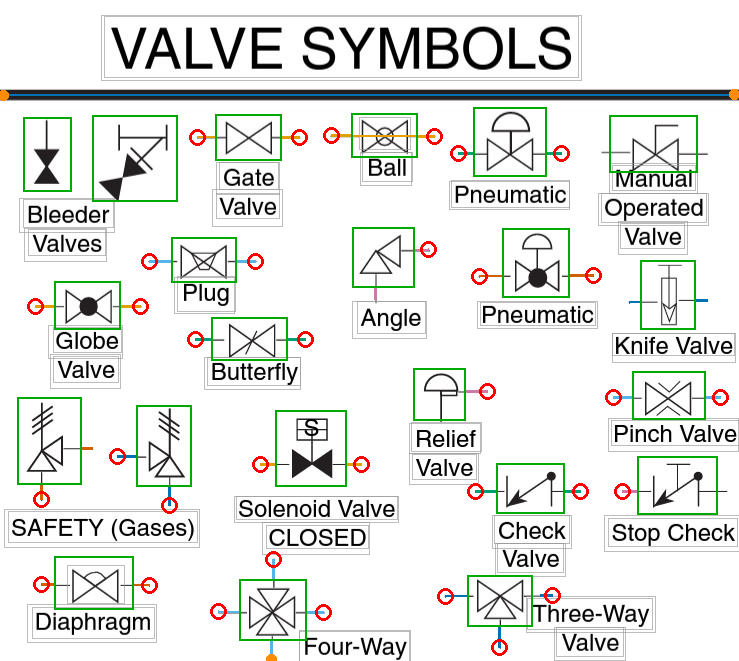 VALVE SYMBOLS
Bleeder
Valves
Gate
Valve
Ball
Pneumatic
Manual
Operated
Valve
Plug
Globe
Valve
Butterfly
Angle
Pneumatic
Knife Valve
Relief
Valve
Pinch Valve
SAFETY (Gases)
S
Solenoid Valve
CLOSED
Check
Valve
Stop Check
Diaphragm
Four-Way
Three-Way
Valve